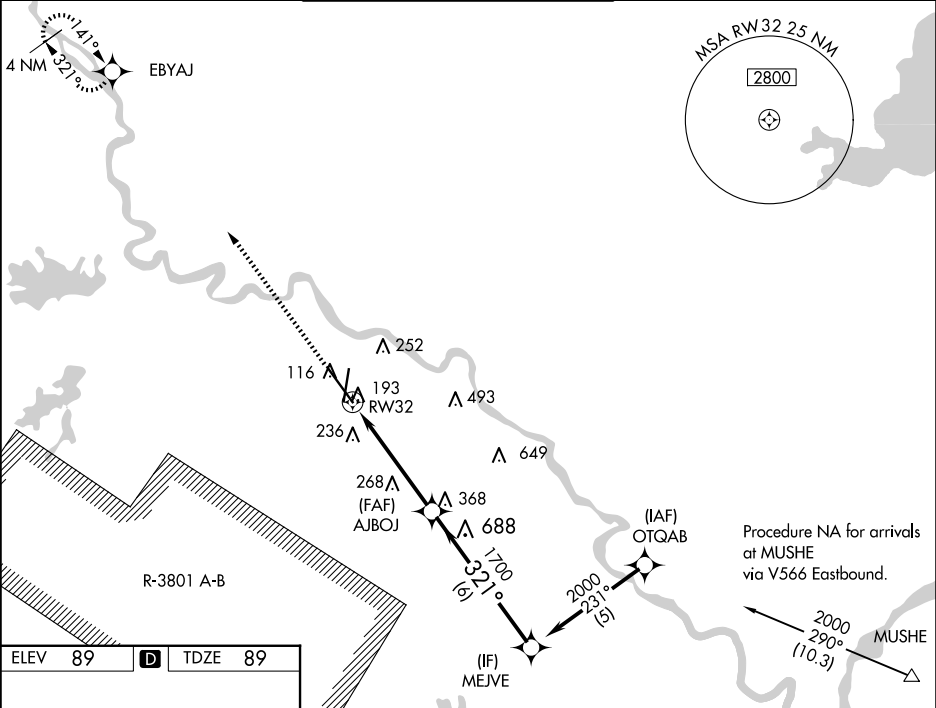 141°
321°
4 NM
EBYAJ
MSA RW32 25 NM
2800
252
116
193
RW32
493
236
649
268
368
(FAF)
AJBOJ
688
(IAF)
OTQAB
Procedure NA for arrivals
at MUSHE
via V566 Eastbound.
1700
321°
(6)
2000
231°
(5)
R-3801 A-B
2000
290°
(10.3)
MUSHE
(IF)
MEJVE
ELEV 89 D TDZE 89